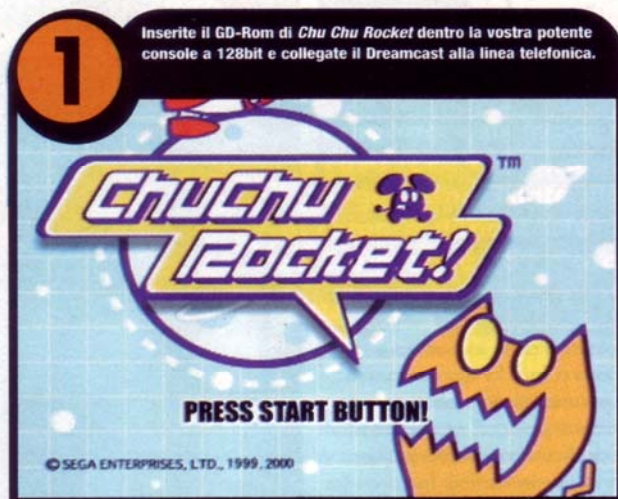 1
Inserite il GD-Rom di Chu Chu Rocket dentro la vostra potente
console a 128bit e collegate il Dreamcast alla linea telefonica.
ChuChu
Rocket!
TM
PRESS START BUTTON!
© SEGA ENTERPRISES, LTD., 1999, 2000